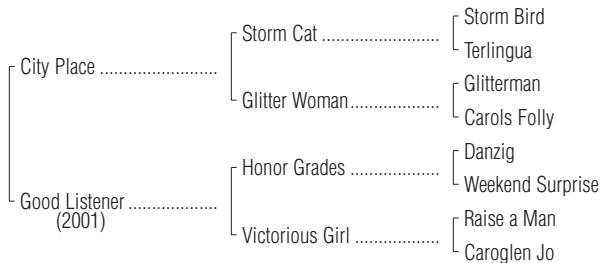 Storm Bird
Storm Cat ........................
Terlingua
City Place ........................
Glitterman
Glitter Woman ..................
Carols Folly
Danzig
Honor Grades ..................
Weekend Surprise
Good Listener ..................
(2001)
Raise a Man
Victorious Girl .................
Caroglen Jo